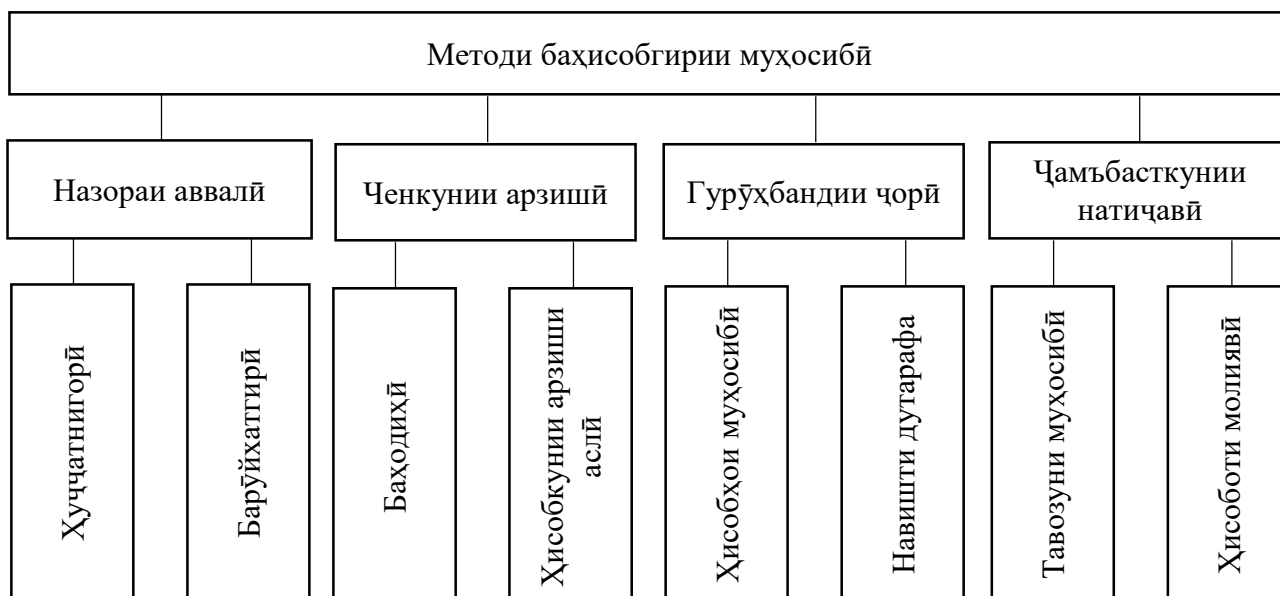 Методи баҳисобгирии муҳосибӣ
Назораи аввалӣ
Ченкунии арзишӣ
Гурӯҳбандии ҷорӣ
Ҷамъбасткунии
натиҷавӣ
Ҳуҷҷатнигорӣ
Барӯйхатгирӣ
Баҳодиҳӣ
Ҳисобкунии арзиши
аслӣ
Ҳисобҳои муҳосибӣ
Навишти дутарафа
Тавозуни муҳосибӣ
Ҳисоботи молиявӣ